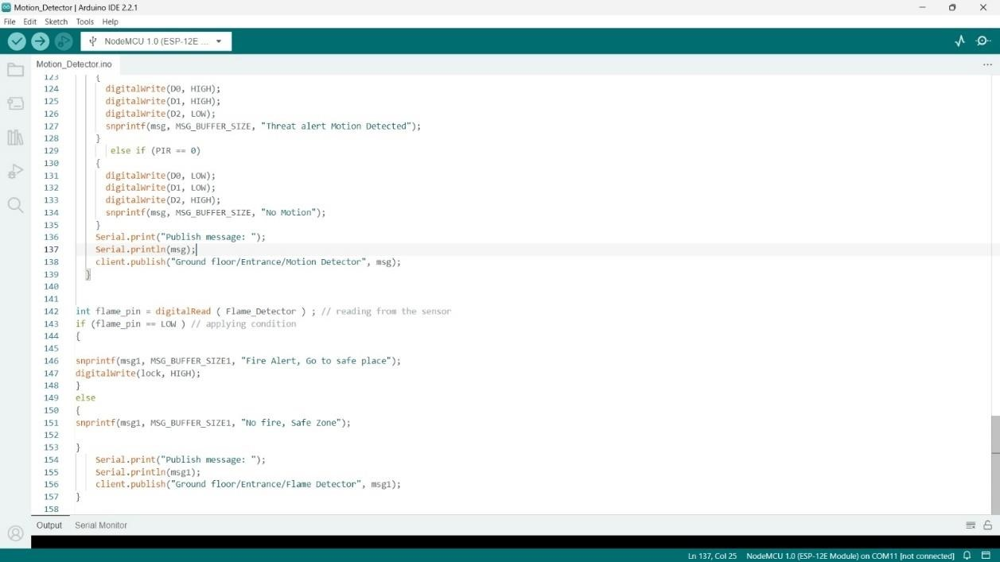 Motion_Detector | Arduino IDE 2.2.1
File Edit Sketch Tools Help
NodeMCU 1.0 (ESP-12E ...
Motion_Detector.ino
123 {
124 digitalWrite(D0, HIGH);
125 digitalWrite(D1, HIGH);
126 digitalWrite(D2, LOW);
127 snprintf(msg, MSG_BUFFER_SIZE, "Threat alert Motion Detected");
128 }
129 else if (PIR == 0)
130 {
131 digitalWrite(D0, LOW);
132 digitalWrite(D1, LOW);
133 digitalWrite(D2, HIGH);
134 snprintf(msg, MSG_BUFFER_SIZE, "No Motion");
135 }
136 Serial.print("Publish message: ");
137 Serial.println(msg);
138 client.publish("Ground floor/Entrance/Motion Detector", msg);
139 }
140
141
142 int flame_pin = digitalRead ( Flame_Detector ) ; // reading from the sensor
143 if (flame_pin == LOW ) // applying condition
144 {
145
146 snprintf(msg1, MSG_BUFFER_SIZE1, "Fire Alert, Go to safe place");
147 digitalWrite(lock, HIGH);
148 }
149 else
150 {
151 snprintf(msg1, MSG_BUFFER_SIZE1, "No fire, Safe Zone");
152
153 }
154 Serial.print("Publish message: ");
155 Serial.println(msg1);
156 client.publish("Ground floor/Entrance/Flame Detector", msg1);
157 }
158
Output Serial Monitor
Ln 137, Col 25 NodeMCU 1.0 (ESP-12E Module) on COM11 [not connected]